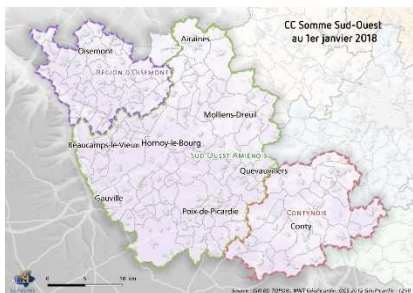 CC Somme Sud-Ouest
au 1er janvier 2018
Airaines
Oisemont
RÉGION D'OISEMONT
Molliens-Dreuil
Beaucamps-le-Vieux
Hornoy-le-Bourg
SUD OUEST AMIÉNOIS
Quevauvillers
Gauville
Poix-de-Picardie
CONTYNOIS
Conty
0
10 km